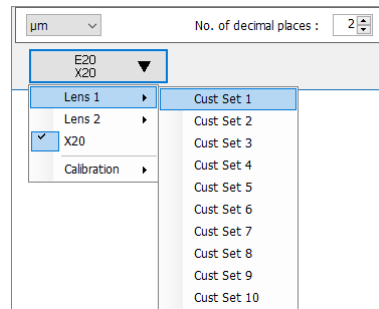 µm No. of decimal places : 2
E20
X20
Lens 1
Lens 2
X20
Calibration
Cust Set 1
Cust Set 2
Cust Set 3
Cust Set 4
Cust Set 5
Cust Set 6
Cust Set 7
Cust Set 8
Cust Set 9
Cust Set 10